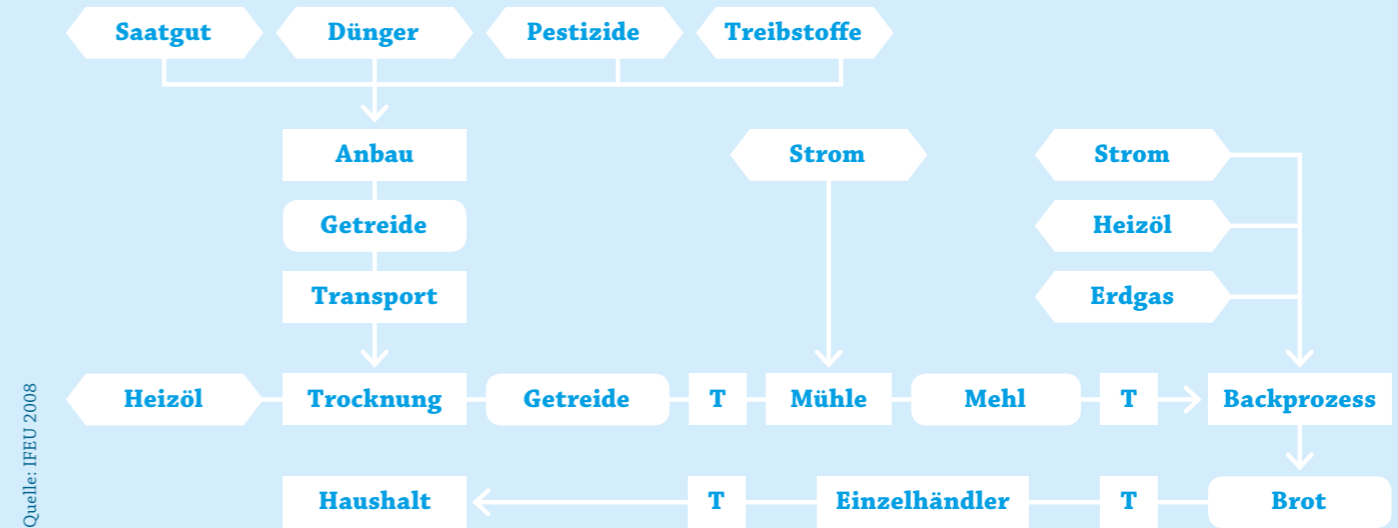 Saatgut
Dünger
Pestizide
Treibstoffe
Anbau
Strom
Strom
Getreide
Heizöl
Transport
Erdgas
Heizöl
Trocknung
Getreide
T
Mühle
Mehl
T
Backprozess
Haushalt
T
Einzelhändler
T
Brot
Quelle: IFEU 2008